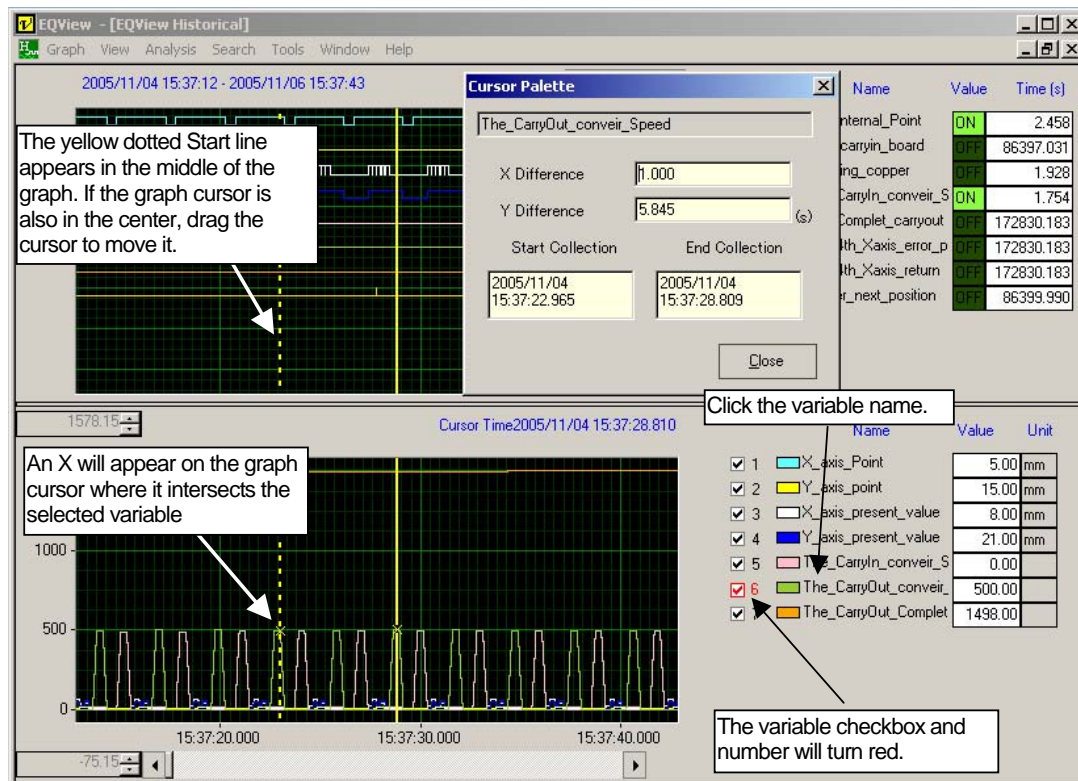 EQView - [EQView Historical]
Graph View Analysis Search Tools Window Help
2005/11/04 15:37:12 - 2005/11/06 15:37:43
The yellow dotted Start line
appears in the middle of the
graph. If the graph cursor is
also in the center, drag the
cursor to move it.
Cursor Palette
The_CarryOut_conveir_Speed
X Difference 1.000
Y Difference 5.845 (s)
Start Collection End Collection
2005/11/04
15:37:22.965
2005/11/04
15:37:28.809
Close
Name Value Time (s)
nternal_Point ON 2.458
carryin_board OFF 86397.031
ing_copper OFF 1.928
CarryIn_conveir_S ON 1.754
Complet_carryout OFF 172830.183
4th_Xaxis_error_p OFF 172830.183
4th_Xaxis_return OFF 172830.183
r_next_position OFF 86399.990
Click the variable name.
1578.15
Cursor Time2005/11/04 15:37:28.810
An X will appear on the graph
cursor where it intersects the
selected variable
1000
500
0
15:37:20.000 15:37:30.000 15:37:40.000
-75.15
Name Value Unit
1 X_axis_Point 5.00 mm
2 Y_axis_point 15.00 mm
3 X_axis_present_value 8.00 mm
4 Y_axis_present_value 21.00 mm
5 The_CarryIn_conveir_S 0.00
6 The_CarryOut_conveir_ 500.00
The_CarryOut_Complet 1498.00
The variable checkbox and
number will turn red.